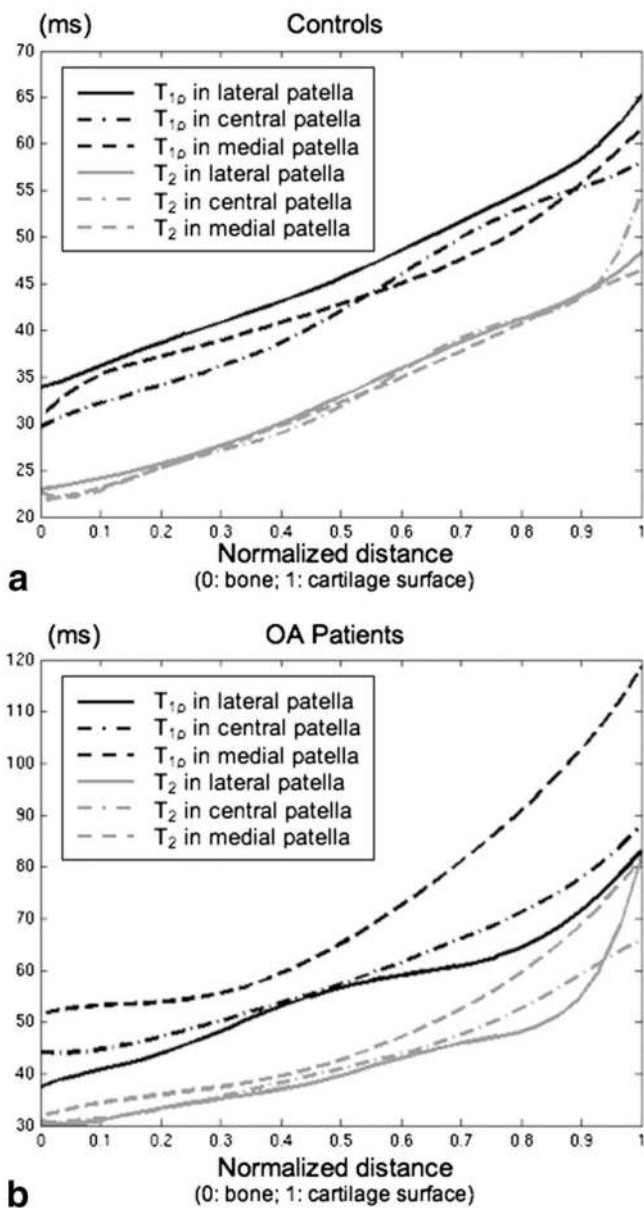 (ms) Controls
70
65
60
55
50
45
40
35
30
25
20
T1ρ in lateral patella
T1ρ in central patella
T1ρ in medial patella
T2 in lateral patella
T2 in central patella
T2 in medial patella
0 0.1 0.2 0.3 0.4 0.5 0.6 0.7 0.8 0.9 1
Normalized distance
(0: bone; 1: cartilage surface)
a
(ms) OA Patients
120
110
100
90
80
70
60
50
40
30
T1ρ in lateral patella
T1ρ in central patella
T1ρ in medial patella
T2 in lateral patella
T2 in central patella
T2 in medial patella
0 0.1 0.2 0.3 0.4 0.5 0.6 0.7 0.8 0.9 1
Normalized distance
(0: bone; 1: cartilage surface)
b